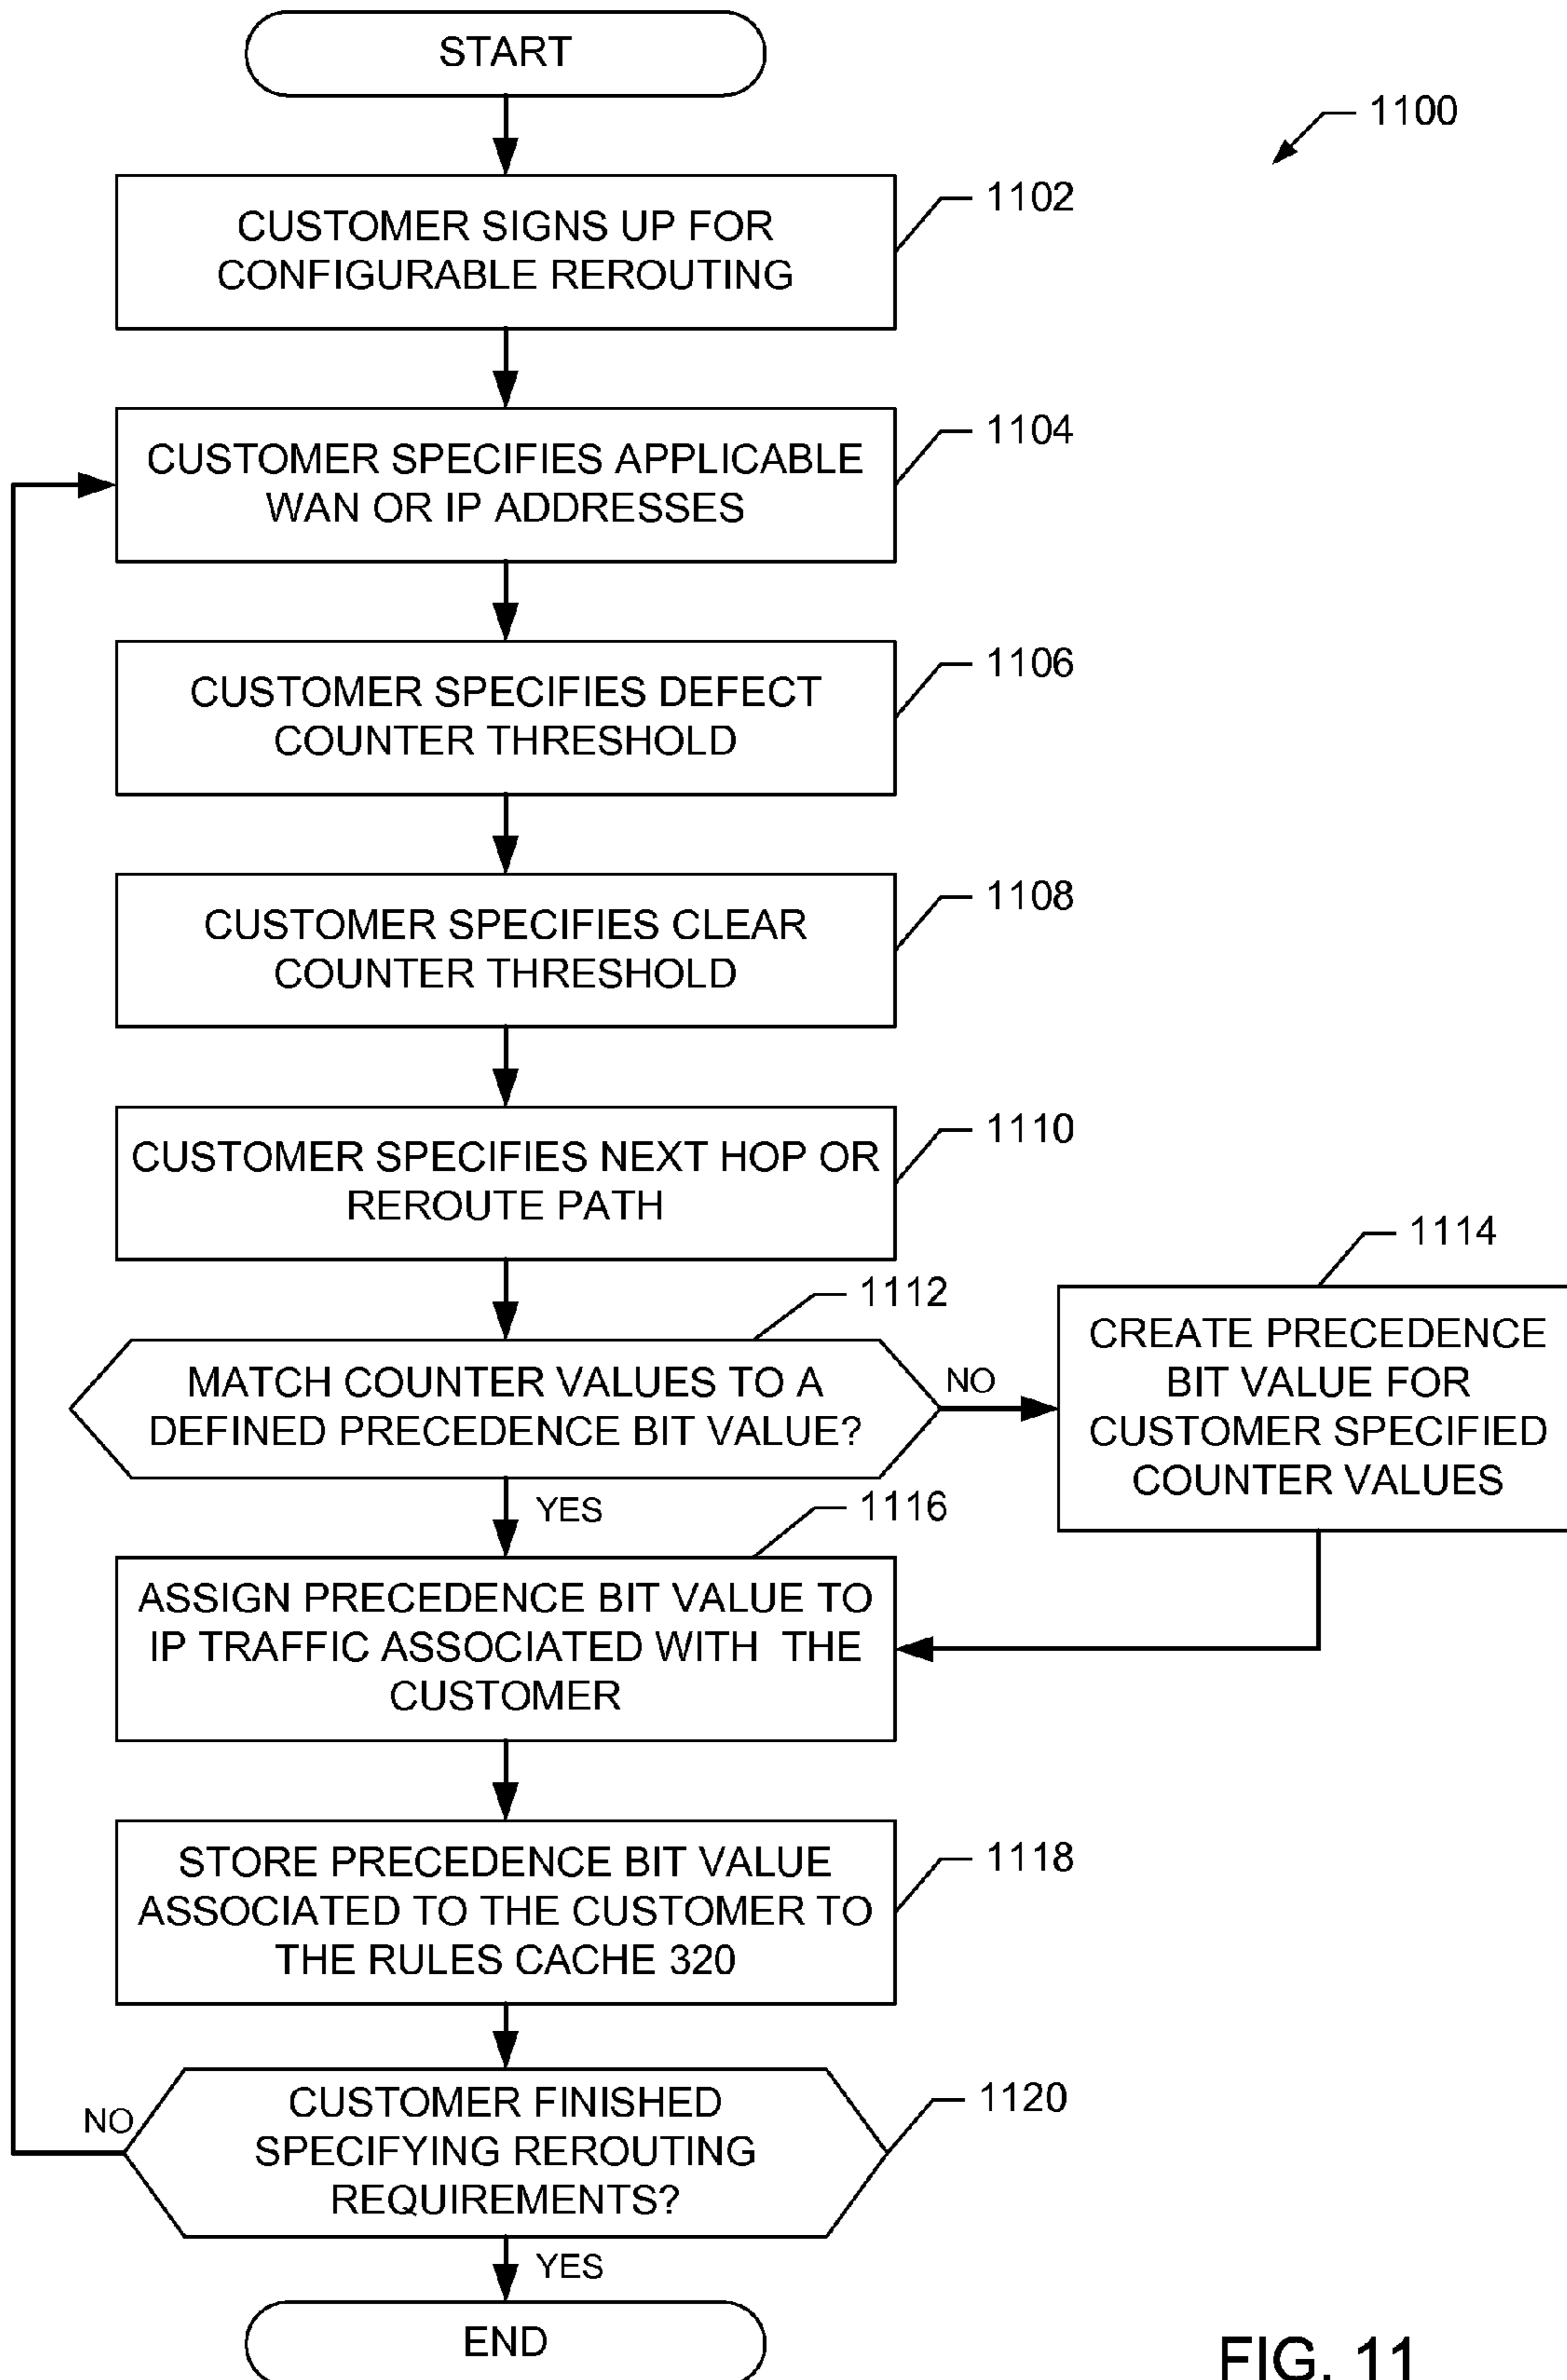 START
1100
1102
CUSTOMER SIGNS UP FOR
CONFIGURABLE REROUTING
1104
CUSTOMER SPECIFIES APPLICABLE
WAN OR IP ADDRESSES
1106
CUSTOMER SPECIFIES DEFECT
COUNTER THRESHOLD
1108
CUSTOMER SPECIFIES CLEAR
COUNTER THRESHOLD
1110
CUSTOMER SPECIFIES NEXT HOP OR
REROUTE PATH
1112
MATCH COUNTER VALUES TO A
DEFINED PRECEDENCE BIT VALUE?
NO
1114
CREATE PRECEDENCE
BIT VALUE FOR
CUSTOMER SPECIFIED
COUNTER VALUES
YES
1116
ASSIGN PRECEDENCE BIT VALUE TO
IP TRAFFIC ASSOCIATED WITH THE
CUSTOMER
1118
STORE PRECEDENCE BIT VALUE
ASSOCIATED TO THE CUSTOMER TO
THE RULES CACHE 320
1120
CUSTOMER FINISHED
SPECIFYING REROUTING
REQUIREMENTS?
NO
YES
END
FIG. 11